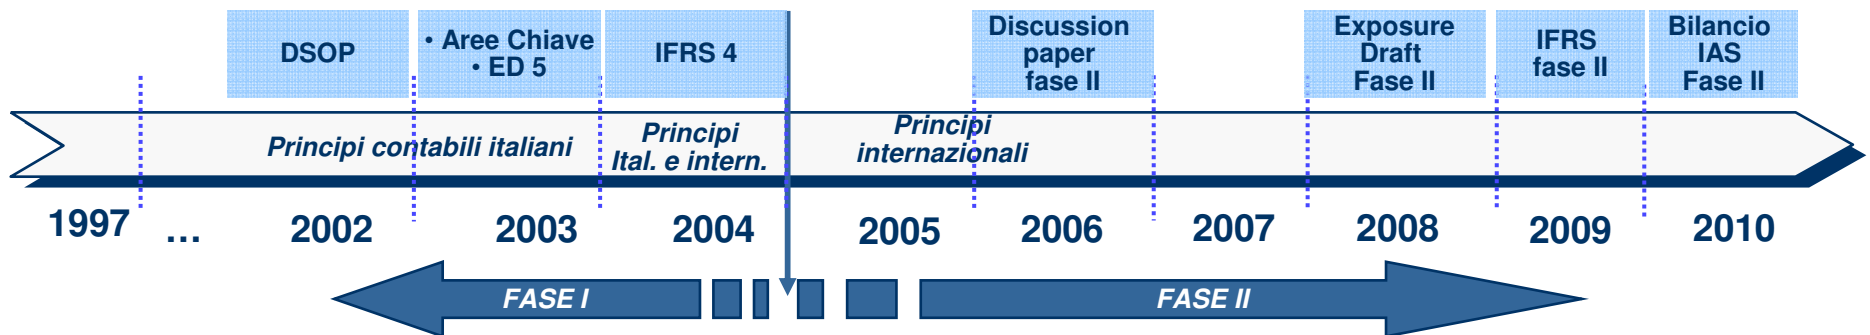 DSOP
• Aree Chiave
• ED 5
IFRS 4
Discussion
paper
fase II
Exposure
Draft
Fase II
IFRS
fase II
Bilancio
IAS
Fase II
Principi contabili italiani
Principi
Ital. e intern.
Principi
internazionali
1997
...
2002
2003
2004
2005
2006
2007
2008
2009
2010
FASE I
FASE II